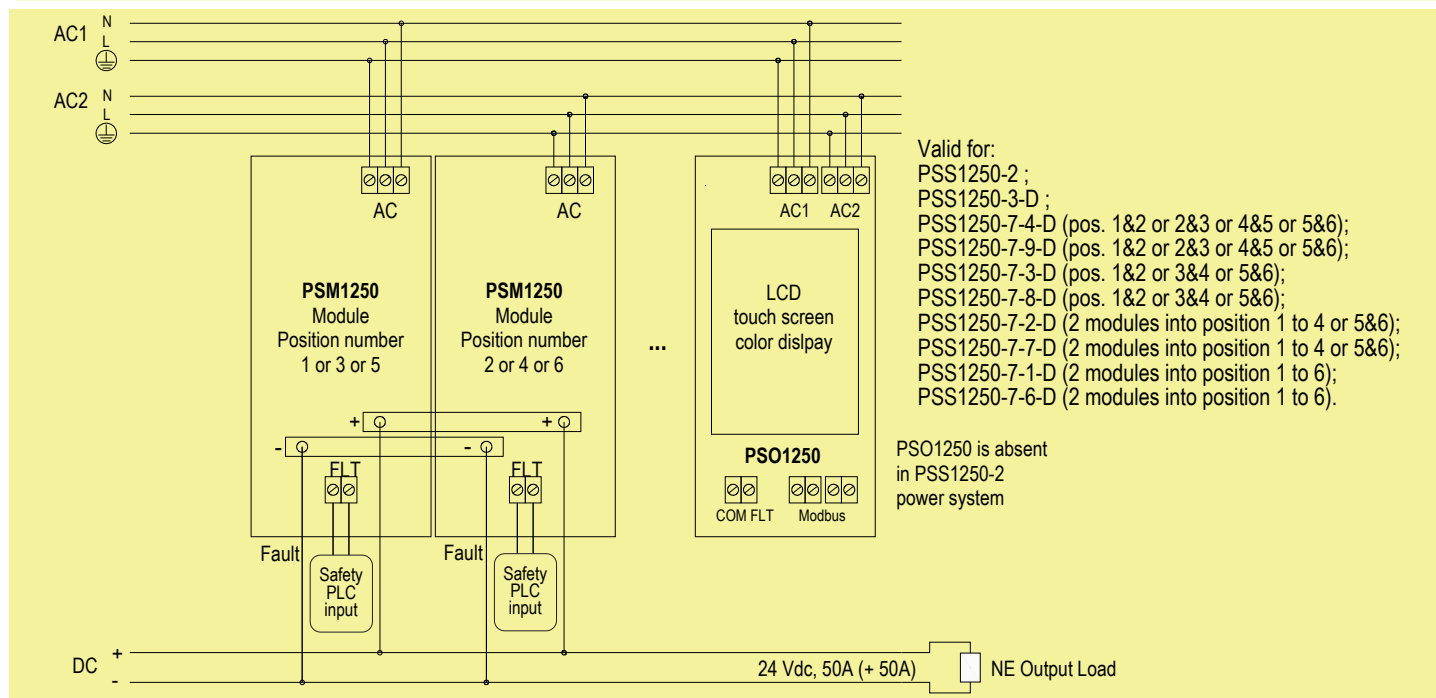 AC1 N
L
AC2 N
L
AC
AC
AC1 AC2
PSM1250
Module
Position number
1 or 3 or 5
PSM1250
Module
Position number
2 or 4 or 6
...
LCD
touch screen
color dislpay
+ +
- -
FLT
FLT
PSO1250
COM FLT Modbus
Fault
Safety
PLC
input
Fault
Safety
PLC
input
Valid for:
PSS1250-2 ;
PSS1250-3-D ;
PSS1250-7-4-D (pos. 1&2 or 2&3 or 4&5 or 5&6);
PSS1250-7-9-D (pos. 1&2 or 2&3 or 4&5 or 5&6);
PSS1250-7-3-D (pos. 1&2 or 3&4 or 5&6);
PSS1250-7-8-D (pos. 1&2 or 3&4 or 5&6);
PSS1250-7-2-D (2 modules into position 1 to 4 or 5&6);
PSS1250-7-7-D (2 modules into position 1 to 4 or 5&6);
PSS1250-7-1-D (2 modules into position 1 to 6);
PSS1250-7-6-D (2 modules into position 1 to 6).
PSO1250 is absent
in PSS1250-2
power system
DC +
-
24 Vdc, 50A (+ 50A)
NE Output Load